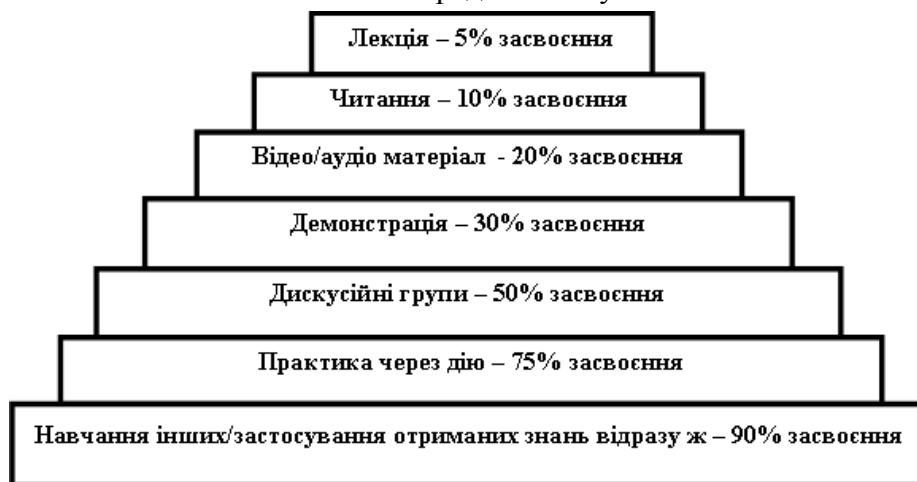 Лекція – 5% засвоєння
Читання – 10% засвоєння
Відео/аудіо матеріал - 20% засвоєння
Демонстрація – 30% засвоєння
Дискусійні групи – 50% засвоєння
Практика через дію – 75% засвоєння
Навчання інших/застосування отриманих знань відразу ж – 90% засвоєння